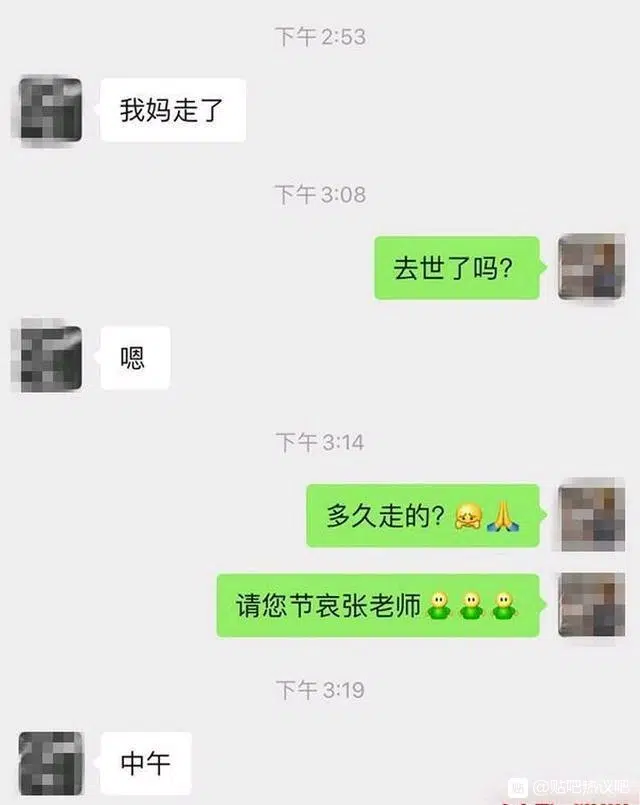 下午2:53
我妈走了
下午3:08
去世了吗?
嗯
下午3:14
多久走的?
请您节哀张老师
下午3:19
中午
贴 @贴吧热议吧